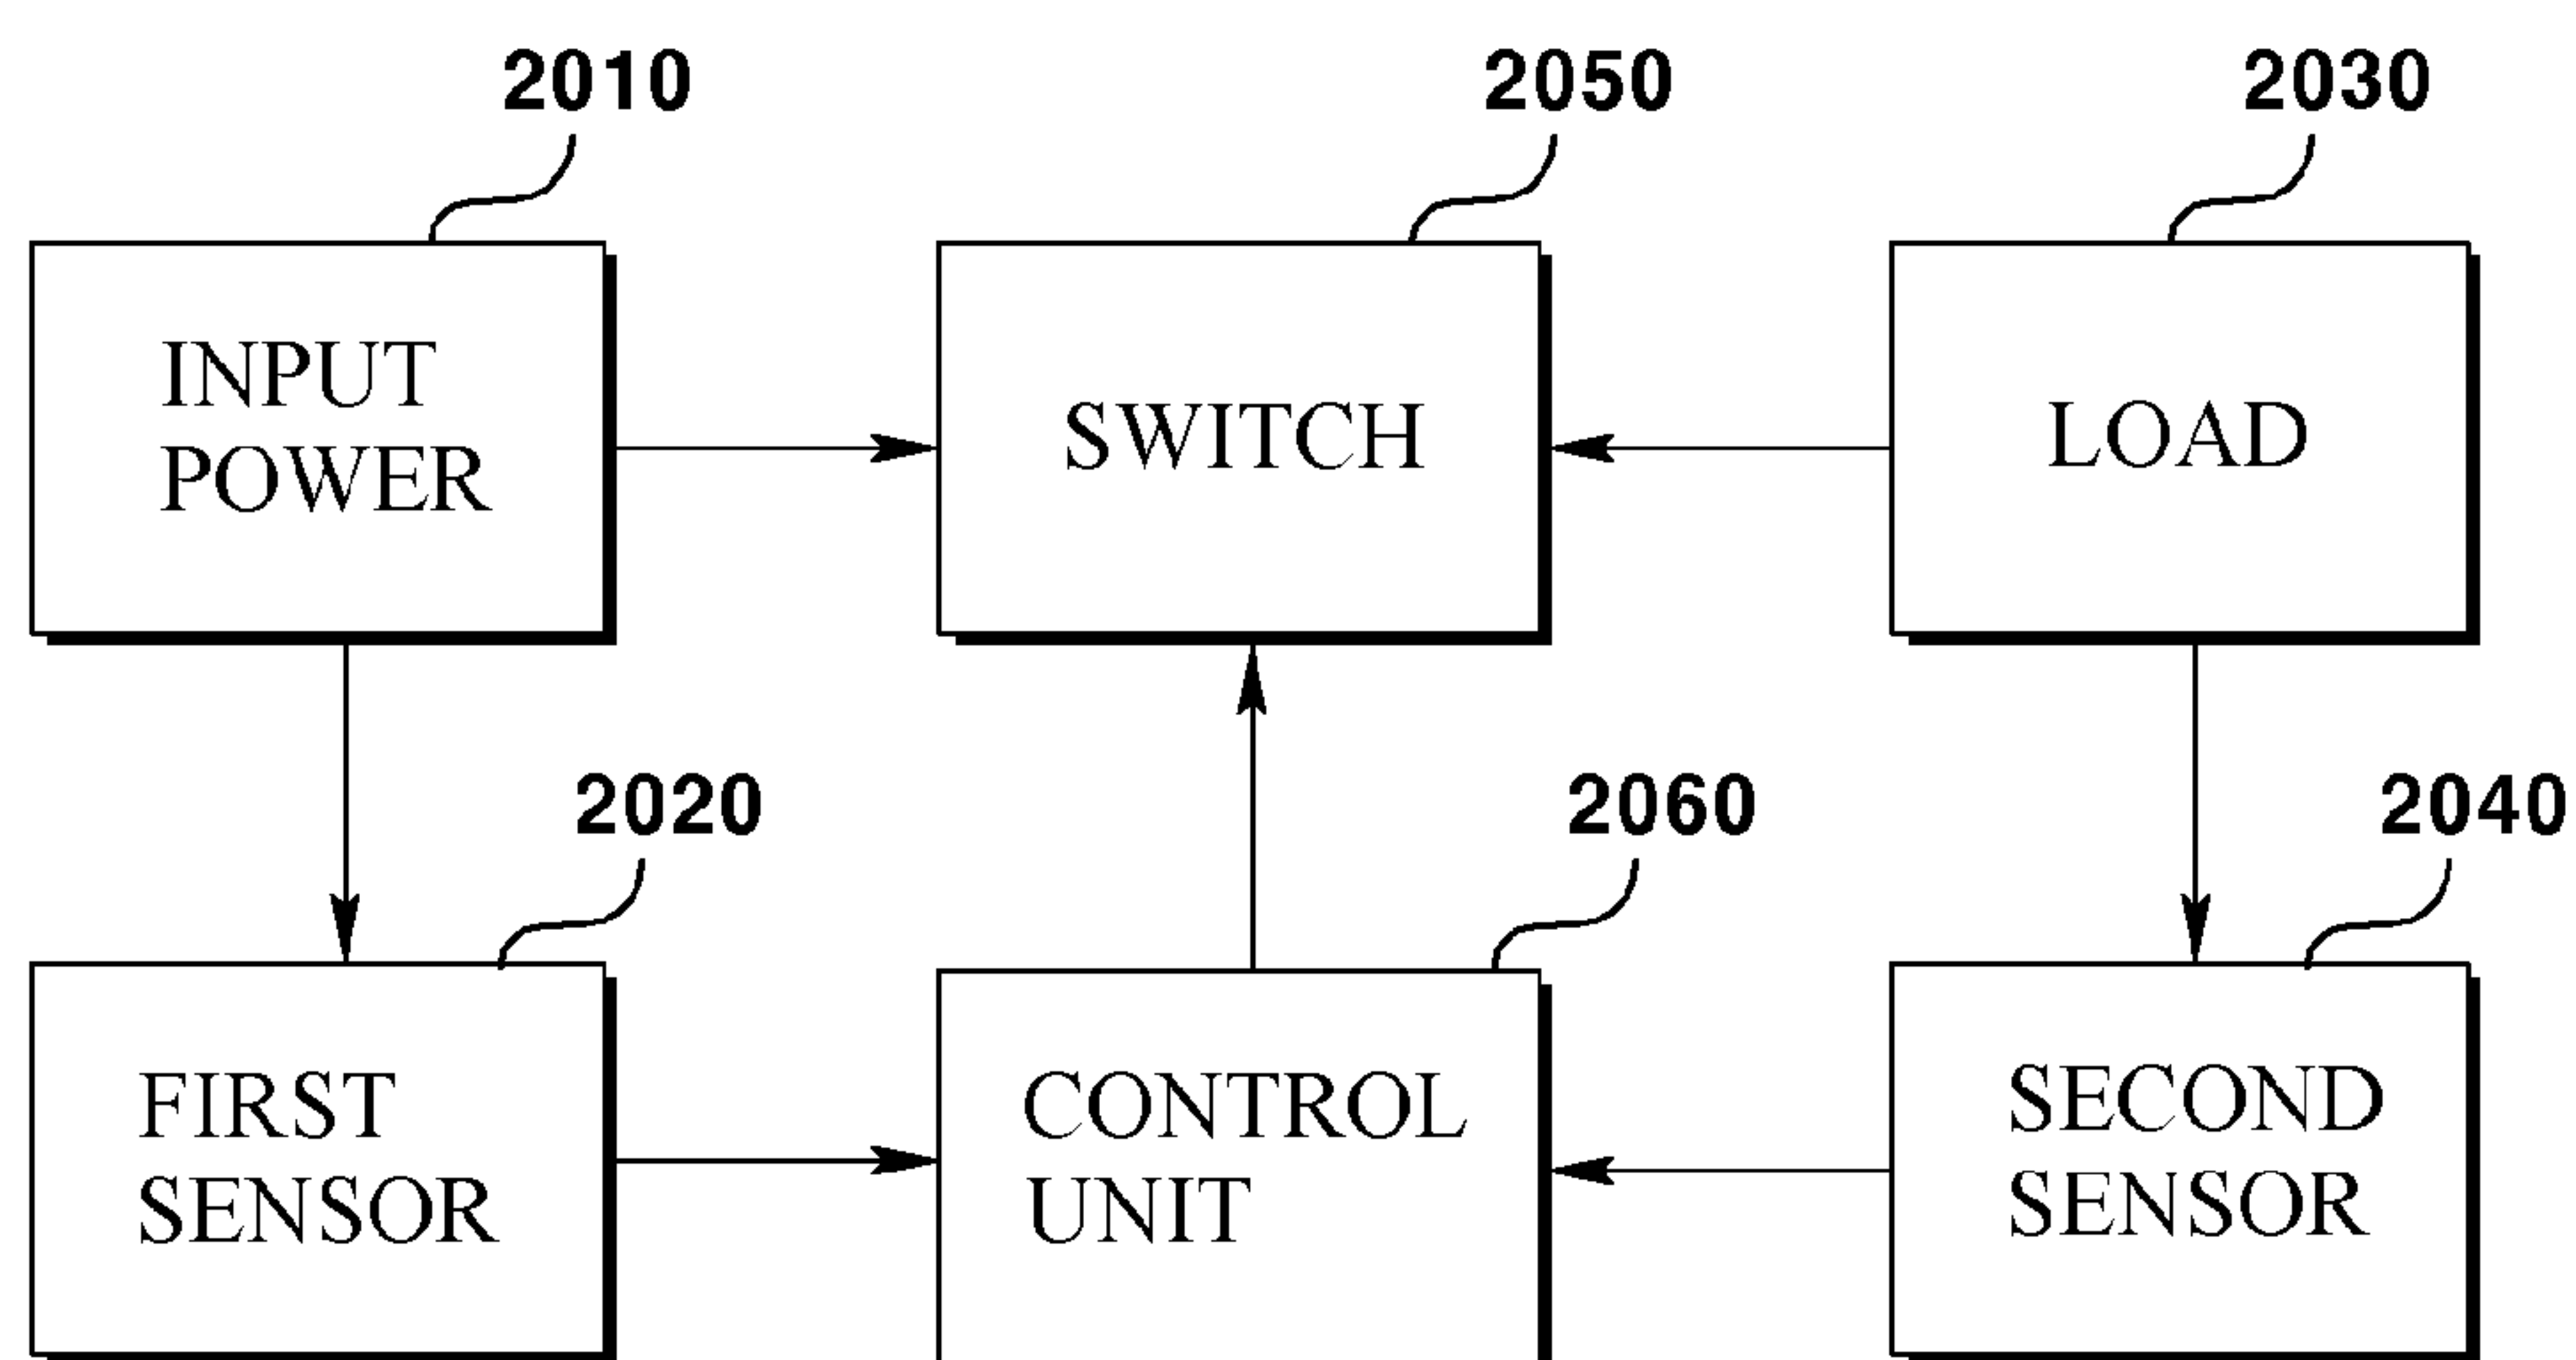 2010
2050
2030
INPUT
POWER
SWITCH
LOAD
2020
2060
2040
FIRST
SENSOR
CONTROL
UNIT
SECOND
SENSOR